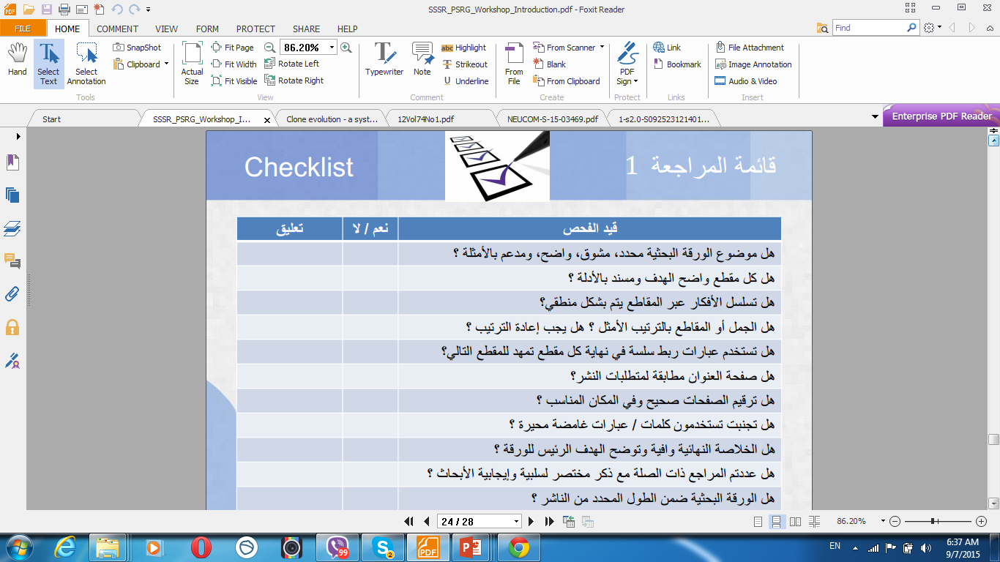 SSSR_PSRG_Workshop_Introduction.pdf - Foxit Reader
FILE
HOME
COMMENT
VIEW
FORM
PROTECT
SHARE
HELP
Find
Hand
Select Text
Select Annotation
SnapShot
Clipboard
Tools
Actual Size
Fit Page
Fit Width
Fit Visible
86.20%
Rotate Left
Rotate Right
View
Typewriter
Note
abc Highlight
Strikeout
Underline
Comment
From File
From Scanner
Blank
From Clipboard
Create
PDF Sign
Protect
Link
Bookmark
Links
File Attachment
Image Annotation
Audio & Video
Insert
Start
SSSR_PSRG_Workshop_I...
Clone evolution - a syst...
12Vol74No1.pdf
NEUCOM-S-15-03469.pdf
1-s2.0-S092523121401...
Enterprise PDF Reader
Checklist
قائمة المراجعة 1
قيد الفحص
نعم / لا
تعليق
هل موضوع الورقة البحثية محدد، مشوق، واضح، ومدعم بالأمثلة ؟
هل كل مقطع واضح الهدف ومسند بالأدلة ؟
هل تسلسل الأفكار عبر المقاطع يتم بشكل منطقي؟
هل الجمل أو المقاطع بالترتيب الأمثل ؟ هل يجب إعادة الترتيب ؟
هل تستخدم عبارات ربط سلسة في نهاية كل مقطع تمهد للمقطع التالي؟
هل صفحة العنوان مطابقة لمتطلبات النشر؟
هل ترقيم الصفحات صحيح وفي المكان المناسب ؟
هل تجنبت تستخدمون كلمات / عبارات غامضة محيرة ؟
هل الخلاصة النهائية وافية وتوضح الهدف الرئيس للورقة ؟
هل عددتم المراجع ذات الصلة مع ذكر مختصر لسلبية وإيجابية الأبحاث ؟
هل الورقة البحثية ضمن الطول المحدد من الناشر ؟
24 / 28
86.20%
99
2
PDF
EN
6:37 AM
9/7/2015